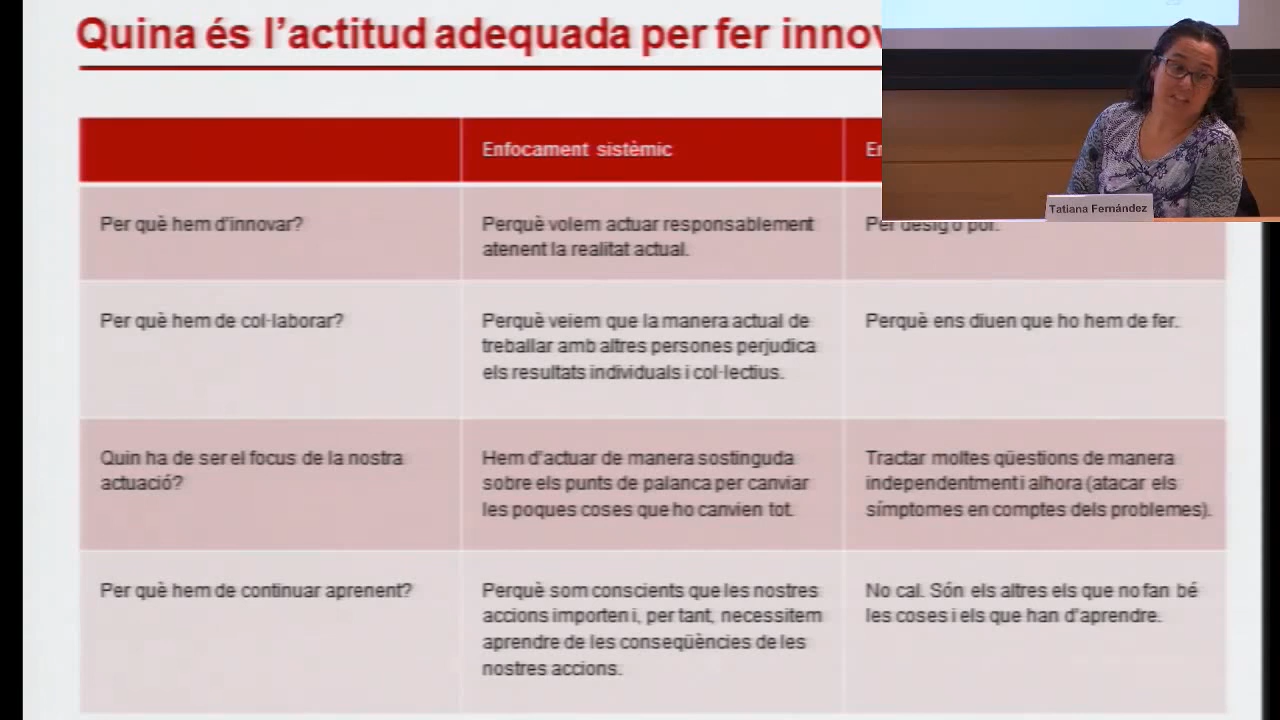 Quina és l'actitud adequada per fer
Enfocament sistèmic
Per què hem d'innovar?
Perquè volem actuar responsablement
atenent la realitat actual.
Per desig o por.
Per què hem de col·laborar?
Perquè veiem que la manera actual de
treballar amb altres persones perjudica
els resultats individuals i col·lectius.
Perquè ens diuen que ho hem de fer.
Quin ha de ser el focus de la nostra
actuació?
Hem d'actuar de manera sostinguda
sobre els punts de palanca per canviar
les poques coses que ho canvien tot.
Tractar moltes qüestions de manera
independment i alhora (atacar els
símptomes en comptes dels problemes).
Per què hem de continuar aprenent?
Perquè som conscients que les nostres
accions importen i, per tant, necessitem
aprendre de les conseqüències de les
nostres accions.
No cal. Són els altres els que no fan bé
les coses i els que han d'aprendre.
Tatiana Fernández